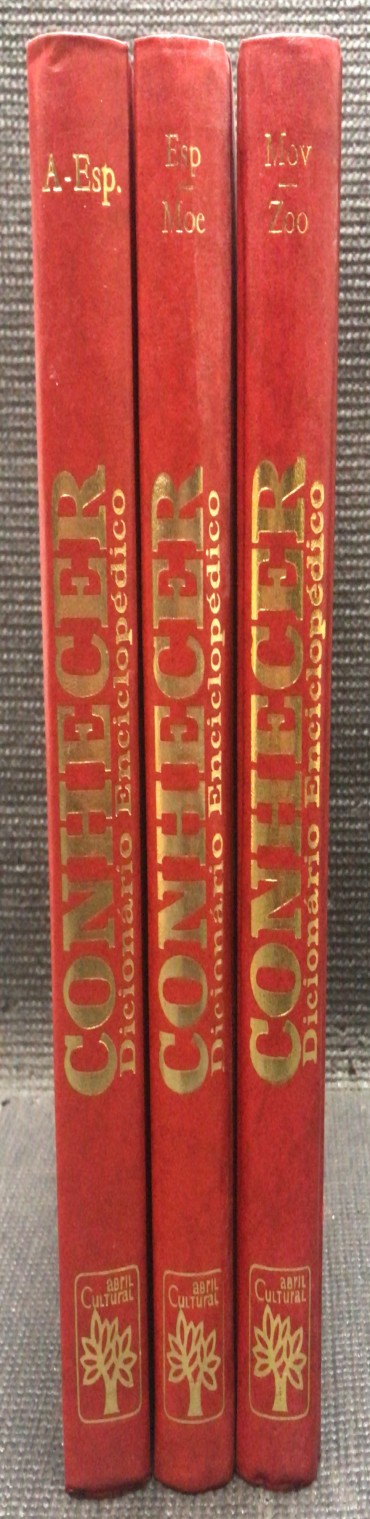 A-Esp.
CONHECER
Dicionário Enciclopédico
ABRIL
CULTURAL
Esp
—
Moe
CONHECER
Dicionário Enciclopédico
ABRIL
CULTURAL
Mov
—
Zoo
CONHECER
Dicionário Enciclopédico
ABRIL
CULTURAL